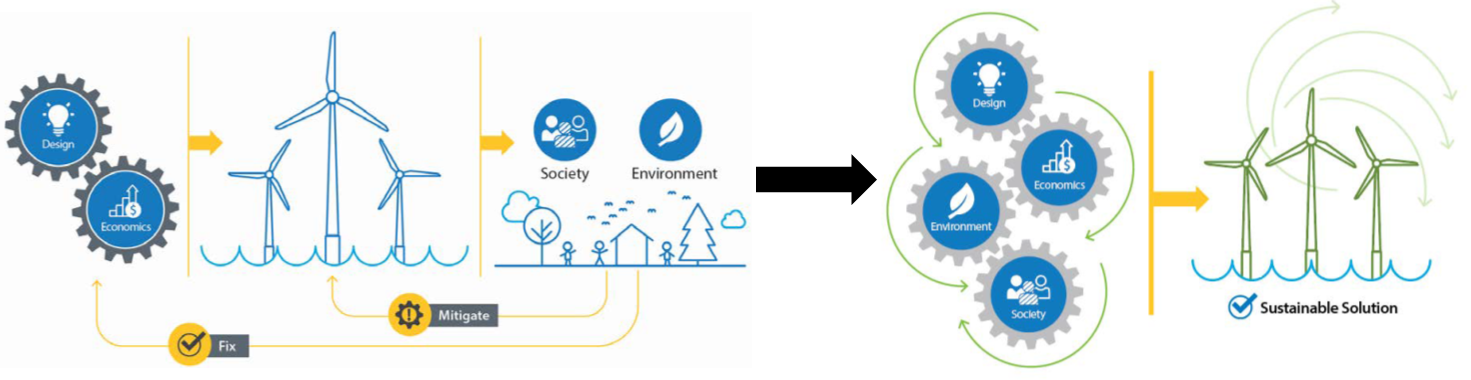 Design
Economics
Society
Environment
Mitigate
Fix
Design
Economics
Environment
Society
Sustainable Solution